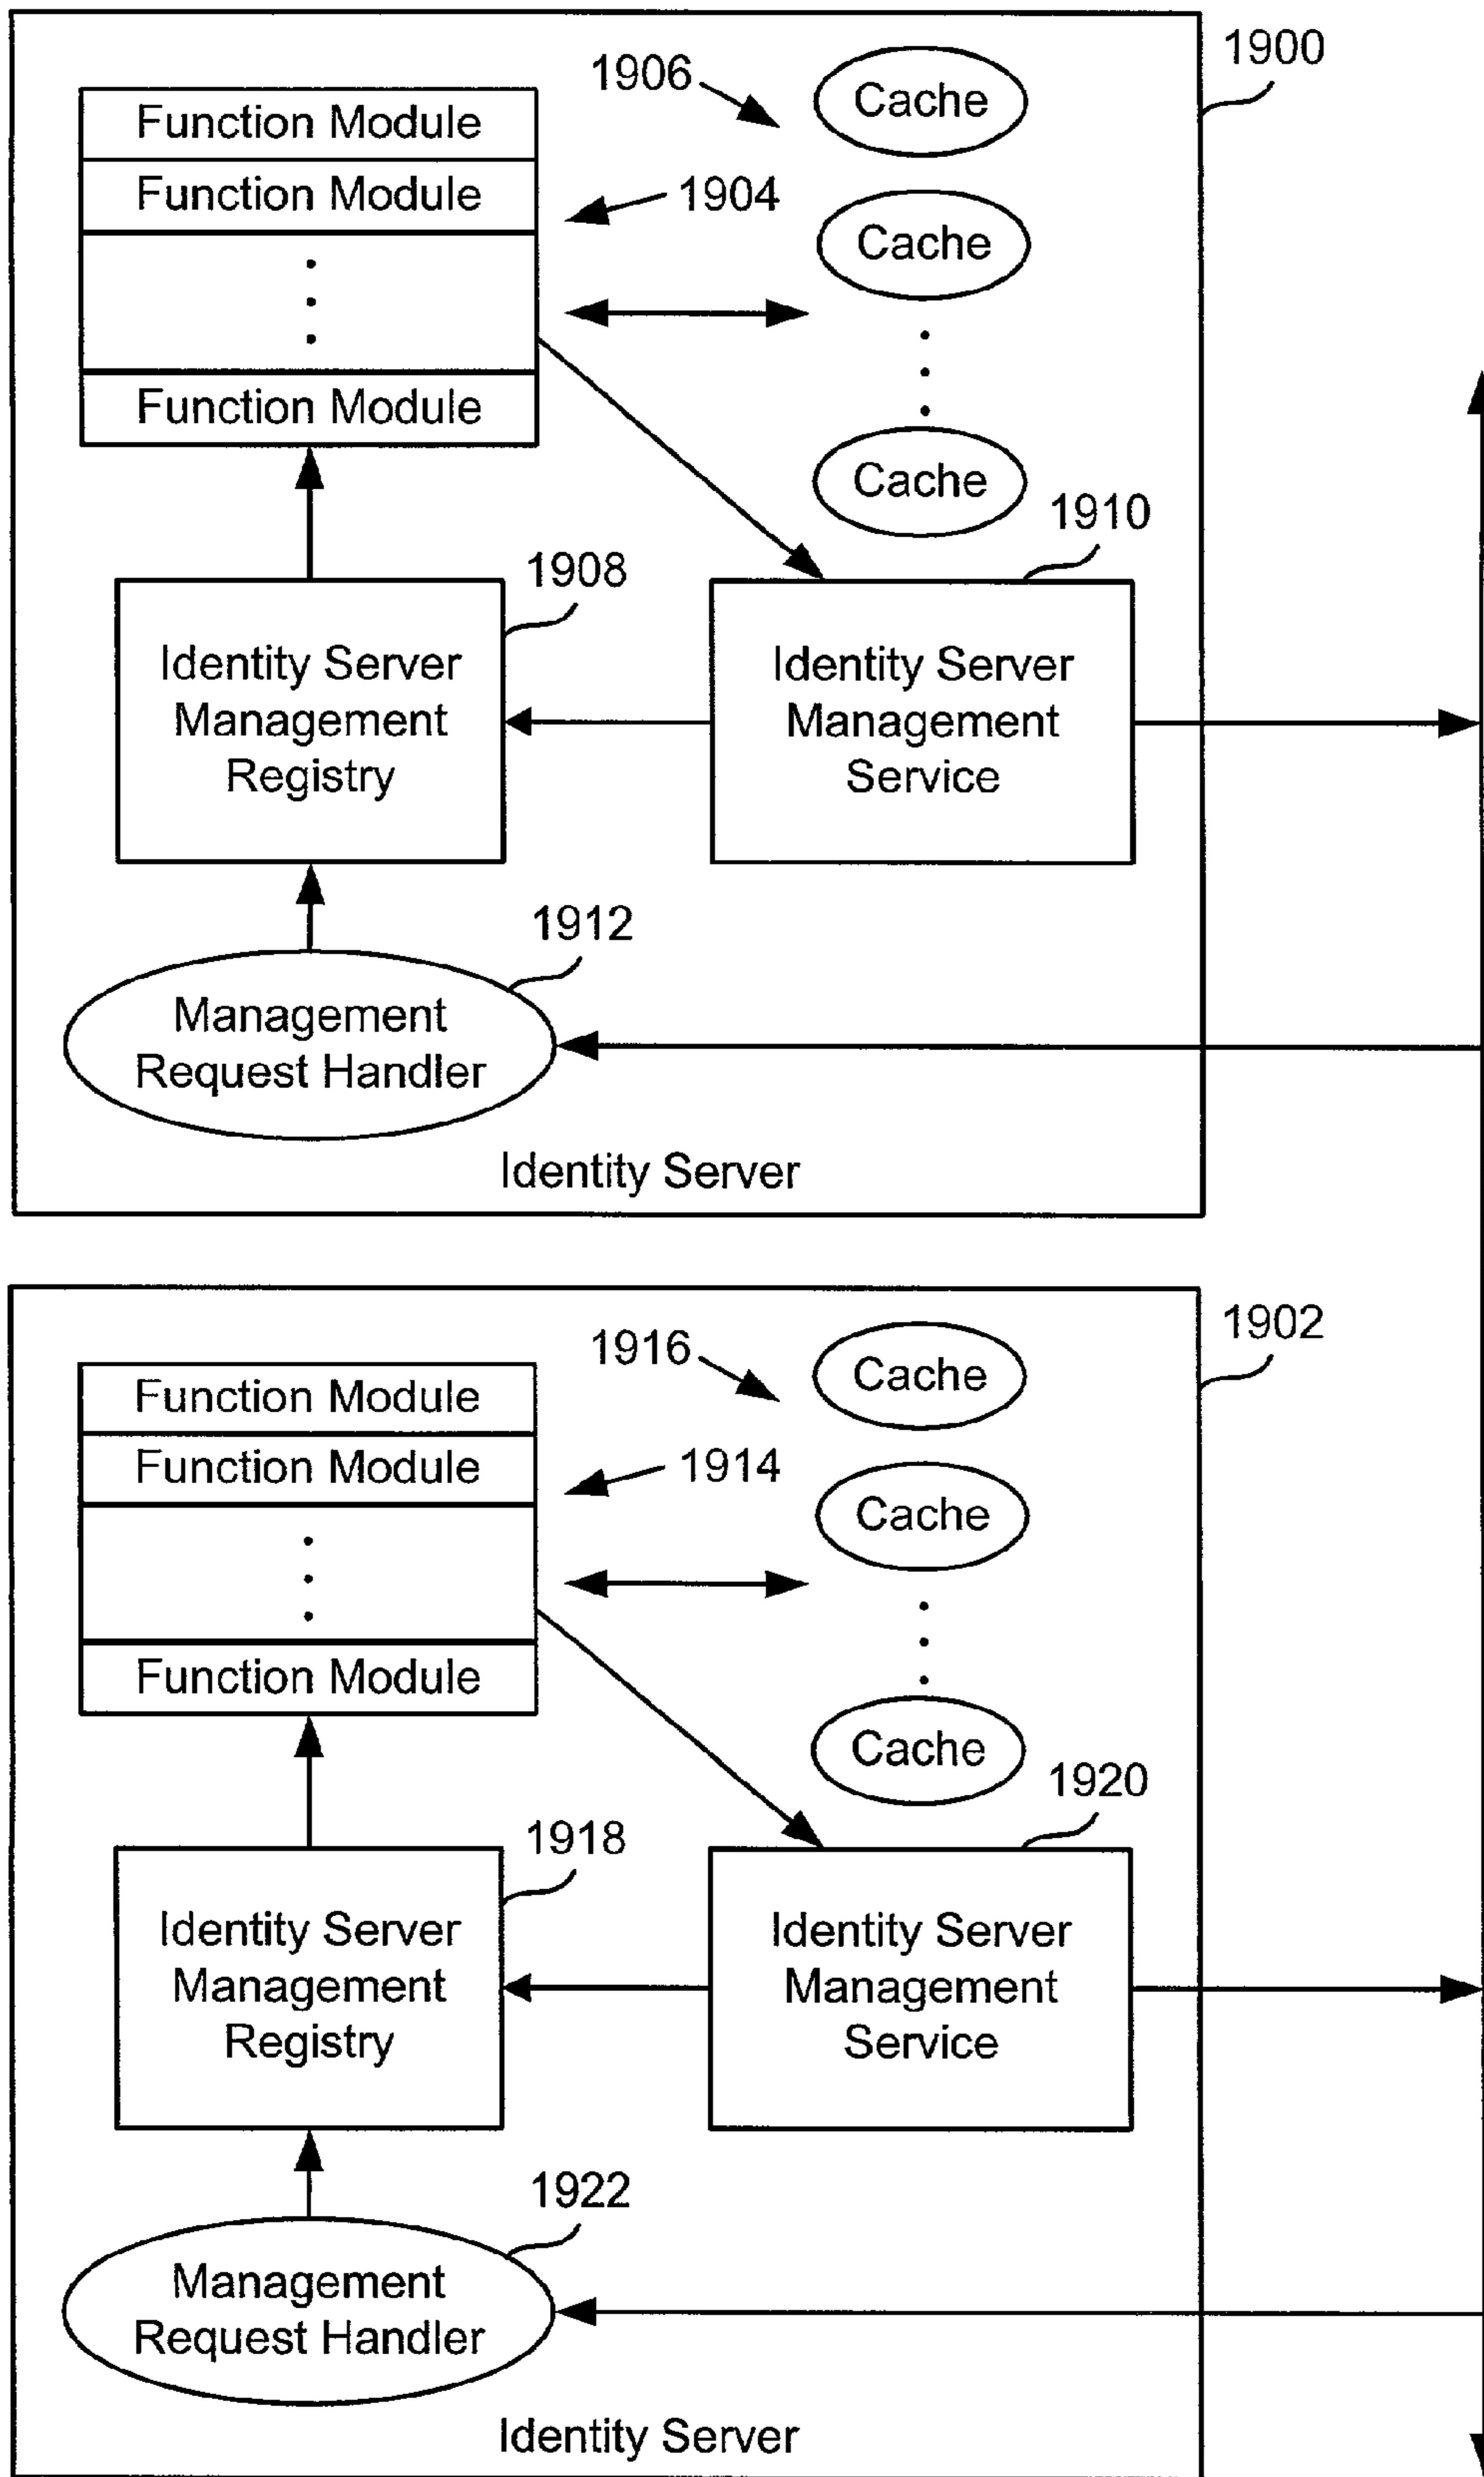 1900
1906
Cache
Function Module
Function Module
1904
Cache
Function Module
Cache
1910
1908
Identity Server
Management
Registry
Identity Server
Management
Service
1912
Management
Request Handler
Identity Server
1902
1916
Cache
Function Module
Function Module
1914
Cache
Function Module
Cache
1920
1918
Identity Server
Management
Registry
Identity Server
Management
Service
1922
Management
Request Handler
Identity Server